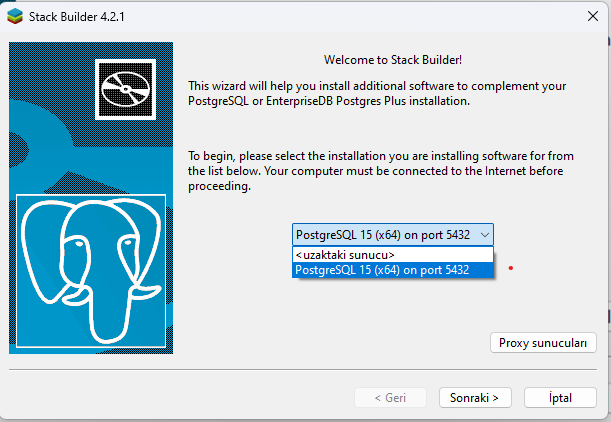 Stack Builder 4.2.1
Welcome to Stack Builder!
This wizard will help you install additional software to complement your
PostgreSQL or EnterpriseDB Postgres Plus installation.
To begin, please select the installation you are installing software for from
the list below. Your computer must be connected to the Internet before
proceeding.
PostgreSQL 15 (x64) on port 5432
<uzaktaki sunucu>
PostgreSQL 15 (x64) on port 5432
Proxy sunucuları
< Geri
Sonraki >
İptal